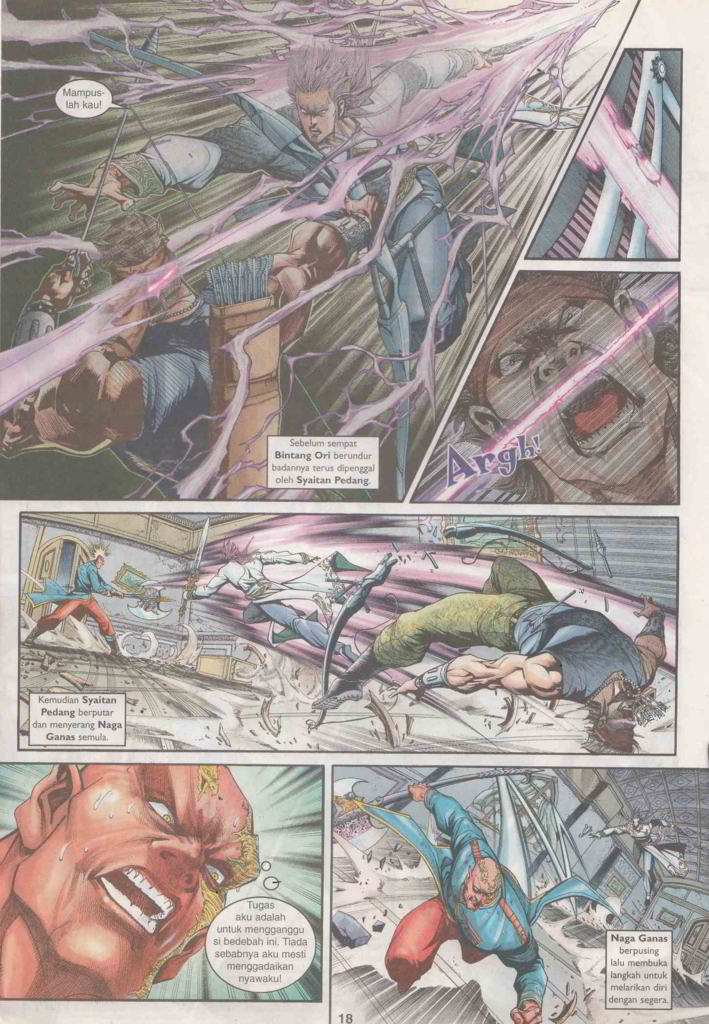 Mampus-
lah kau!
Sebelum sempat
Bintang Ori berundur
badannya terus dipenggal
oleh Syaitan Pedang.
Argh!
Kemudian Syaitan
Pedang berputar
dan menyerang Naga
Ganas semula.
Tugas
aku adalah
untuk mengganggu
si bedebah ini. Tiada
sebabnya aku mesti
menggadaikan
nyawaku!
Naga Ganas
berpusing
lalu membuka
langkah untuk
melarikan diri
dengan segera.
18